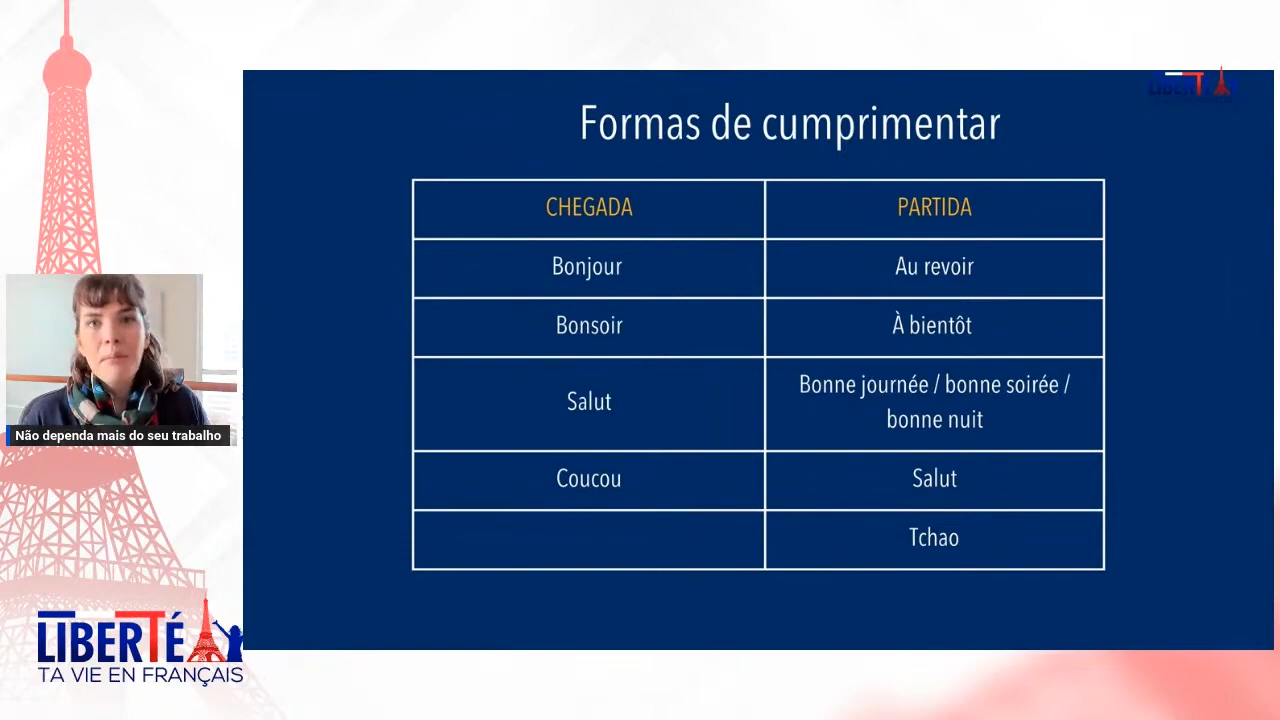 LIBERTÉ
Formas de cumprimentar
CHEGADA PARTIDA
Bonjour Au revoir
Bonsoir À bientôt
Salut Bonne journée / bonne soirée /
bonne nuit
Coucou Salut
Tchao
Não dependa mais do seu trabalho
LIBERTÉ
TA VIE EN FRANÇAIS